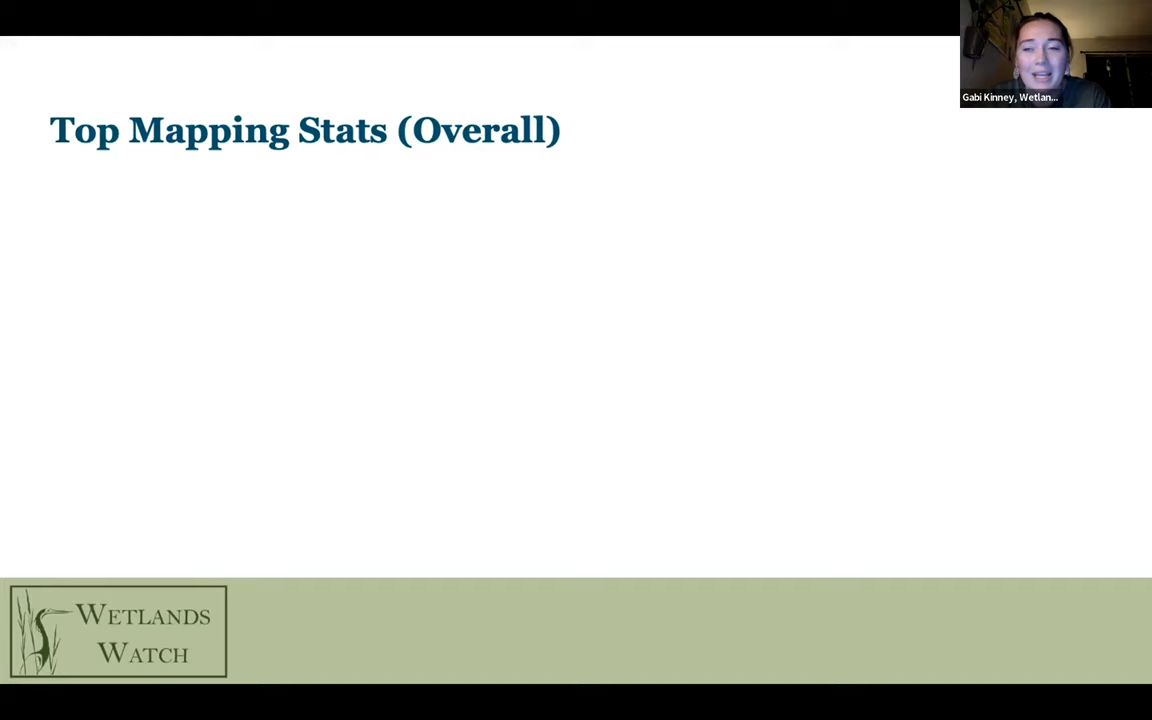 Gabi Kinney, Wetlan...
Top Mapping Stats (Overall)
WETLANDS
WATCH